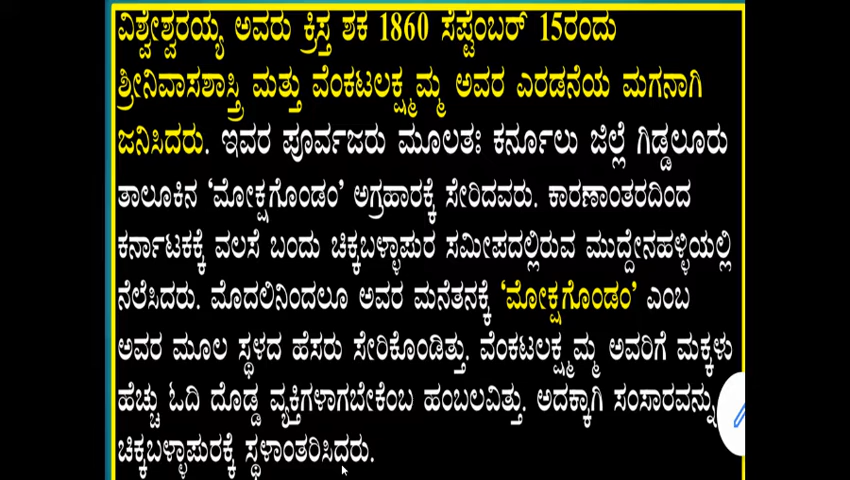 ವಿಶ್ವೇಶ್ವರಯ್ಯ ಅವರು ಕ್ರಿಸ್ತ ಶಕ 1860 ಸೆಪ್ಟೆಂಬರ್ 15ರಂದು
ಶ್ರೀನಿವಾಸಶಾಸ್ತ್ರಿ ಮತ್ತು ವೆಂಕಟಲಕ್ಷ್ಮಮ್ಮ ಅವರ ಎರಡನೆಯ ಮಗನಾಗಿ
ಜನಿಸಿದರು. ಇವರ ಪೂರ್ವಜರು ಮೂಲತಃ ಕರ್ನೂಲು ಜಿಲ್ಲೆ ಗಿಡ್ಡಲೂರು
ತಾಲೂಕಿನ ‘ಮೋಕ್ಷಗೊಂಡಂ’ ಅಗ್ರಹಾರಕ್ಕೆ ಸೇರಿದವರು. ಕಾರಣಾಂತರದಿಂದ
ಕರ್ನಾಟಕಕ್ಕೆ ವಲಸೆ ಬಂದು ಚಿಕ್ಕಬಳ್ಳಾಪುರ ಸಮೀಪದಲ್ಲಿರುವ ಮುದ್ದೇನಹಳ್ಳಿಯಲ್ಲಿ
ನೆಲೆಸಿದರು. ಮೊದಲಿನಿಂದಲೂ ಅವರ ಮನೆತನಕ್ಕೆ ‘ಮೋಕ್ಷಗೊಂಡಂ’ ಎಂಬ
ಅವರ ಮೂಲ ಸ್ಥಳದ ಹೆಸರು ಸೇರಿಕೊಂಡಿತ್ತು. ವೆಂಕಟಲಕ್ಷ್ಮಮ್ಮ ಅವರಿಗೆ ಮಕ್ಕಳು
ಹೆಚ್ಚು ಓದಿ ದೊಡ್ಡ ವ್ಯಕ್ತಿಗಳಾಗಬೇಕೆಂಬ ಹಂಬಲವಿತ್ತು. ಅದಕ್ಕಾಗಿ ಸಂಸಾರವನ್ನು
ಚಿಕ್ಕಬಳ್ಳಾಪುರಕ್ಕೆ ಸ್ಥಳಾಂತರಿಸಿದ್ದರು.